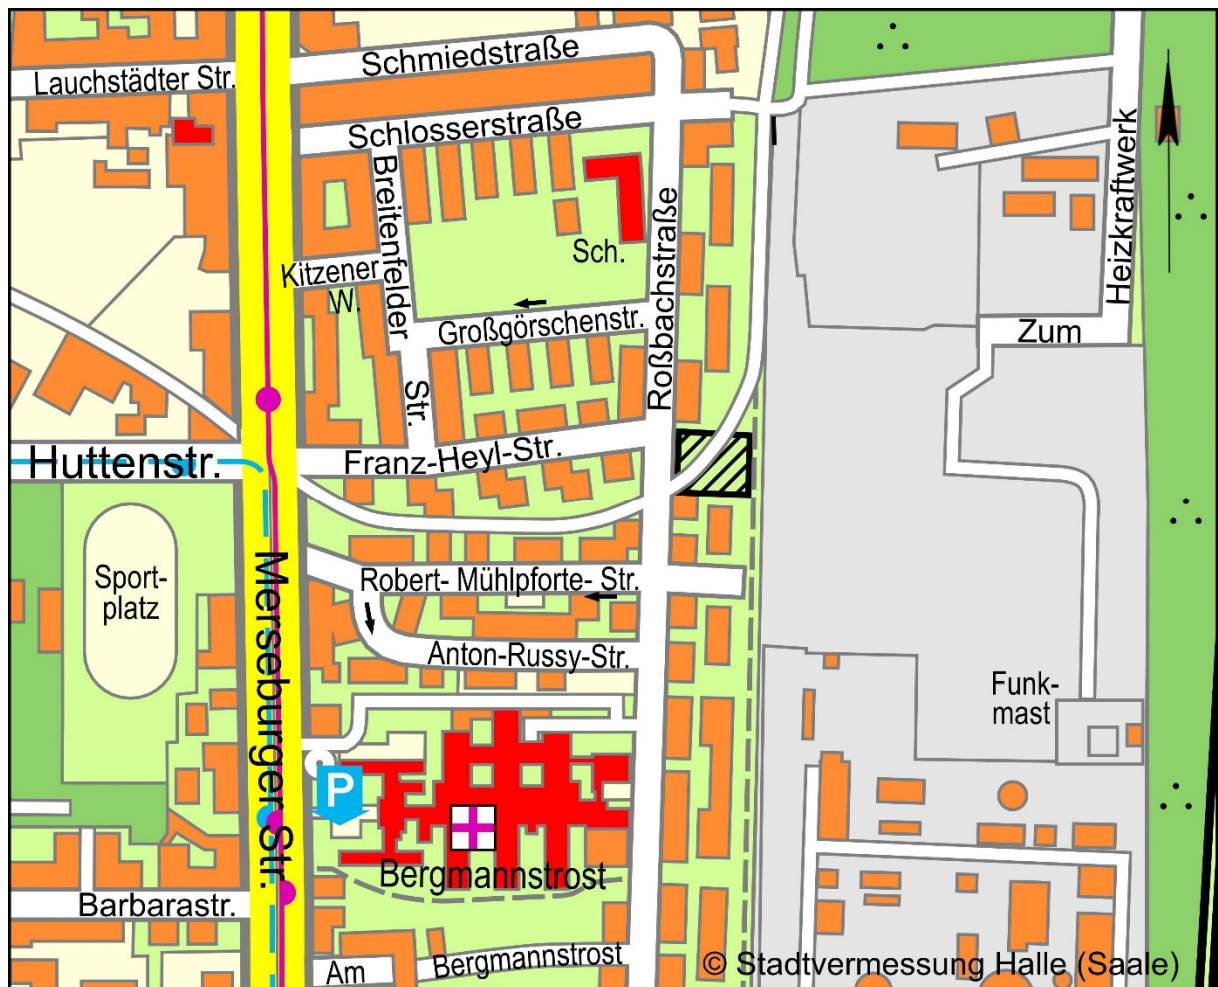 Schmiedstraße
Lauchstädter Str.
Schlosserstraße
Breitenfelder
Str.
Heizkraftwerk
Zum
Roßbachstraße
Sch.
Kitzener
W.
Großgörschenstr.
Huttenstr.
Franz-Heyl-Str.
Merseburger Str.
Sport-
platz
Robert- Mühlpforte- Str.
Anton-Russy-Str.
Funk-
mast
P
Bergmannstrost
Barbarastr.
Am
Bergmannstrost
© Stadtvermessung Halle (Saale)